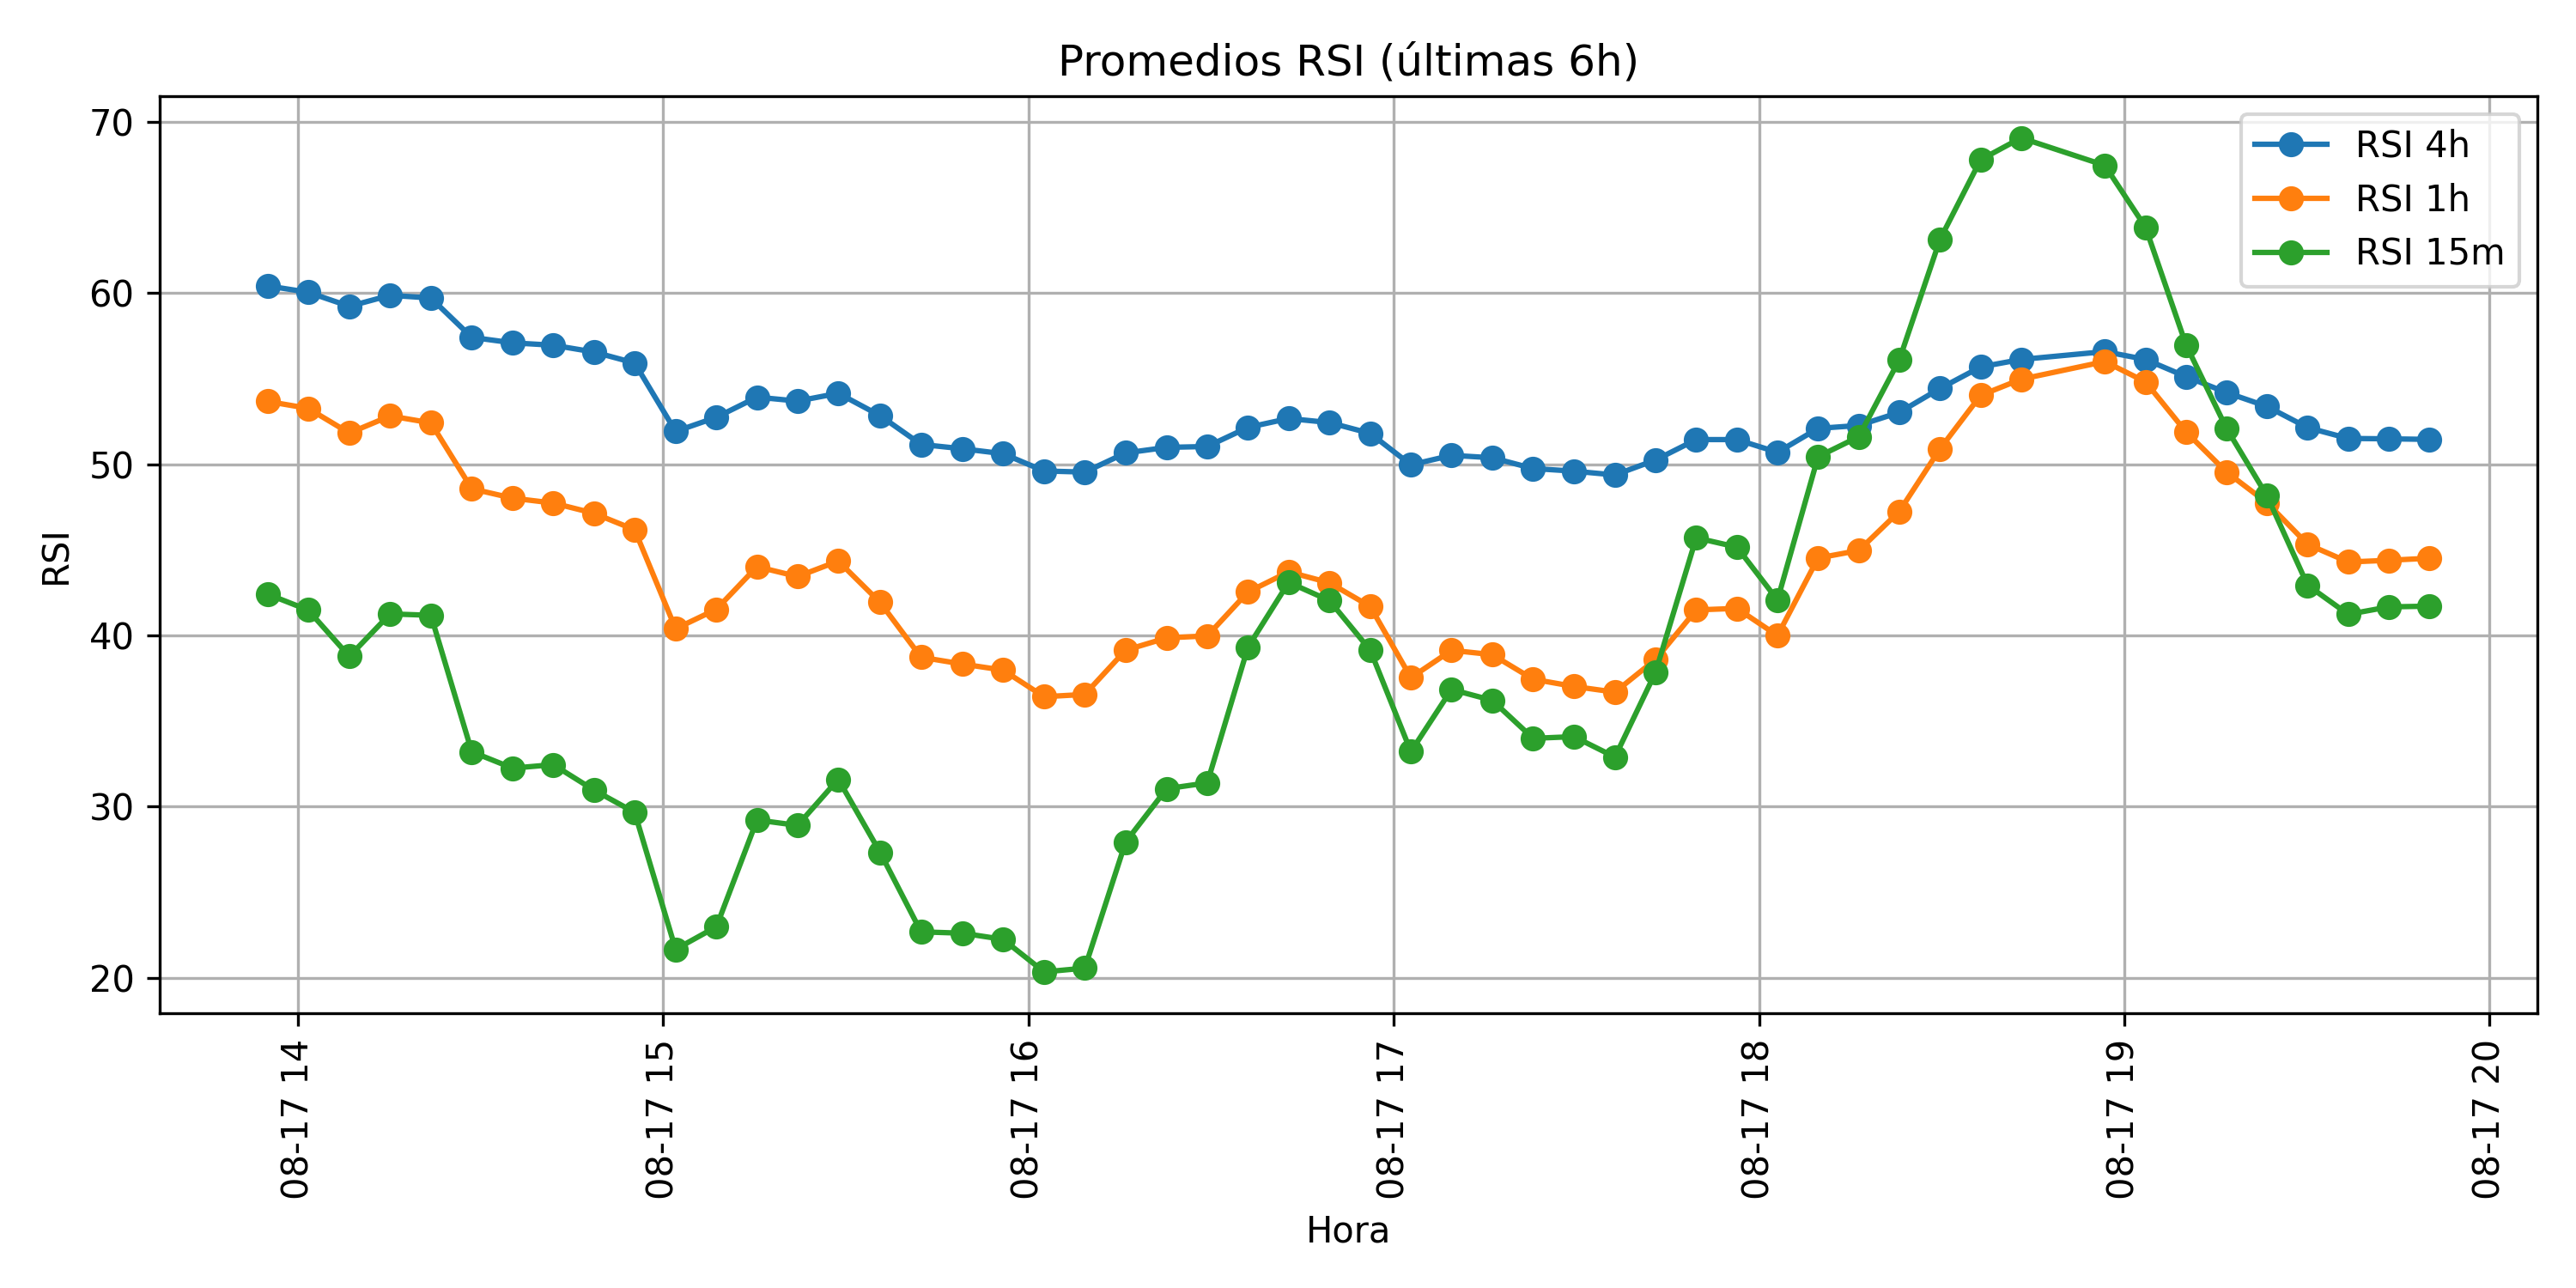 Promedios RSI (últimas 6h)
RSI 4h
RSI 1h
RSI 15m
RSI
70
60
50
40
30
20
08-17 14
08-17 15
08-17 16
08-17 17
08-17 18
08-17 19
08-17 20
Hora